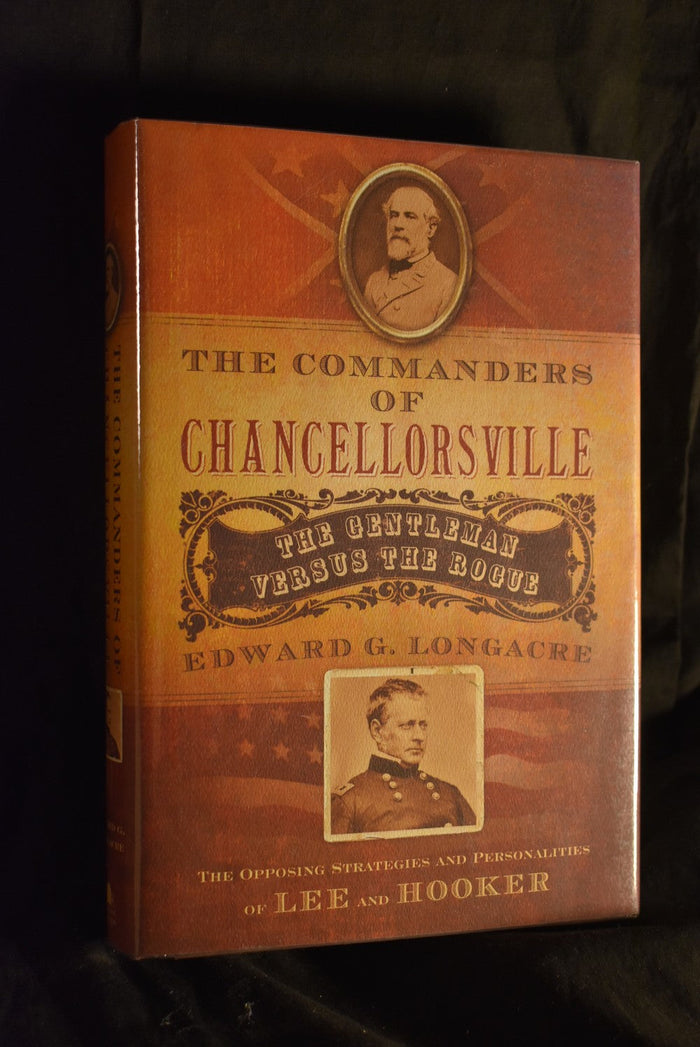 THE COMMANDERS
OF
CHANCELLORSVILLE
THE GENTLEMAN
VERSUS THE ROGUE
EDWARD G. LONGACRE
THE OPPOSING STRATEGIES AND PERSONALITIES
OF LEE AND HOOKER
THE COMMANDERS OF